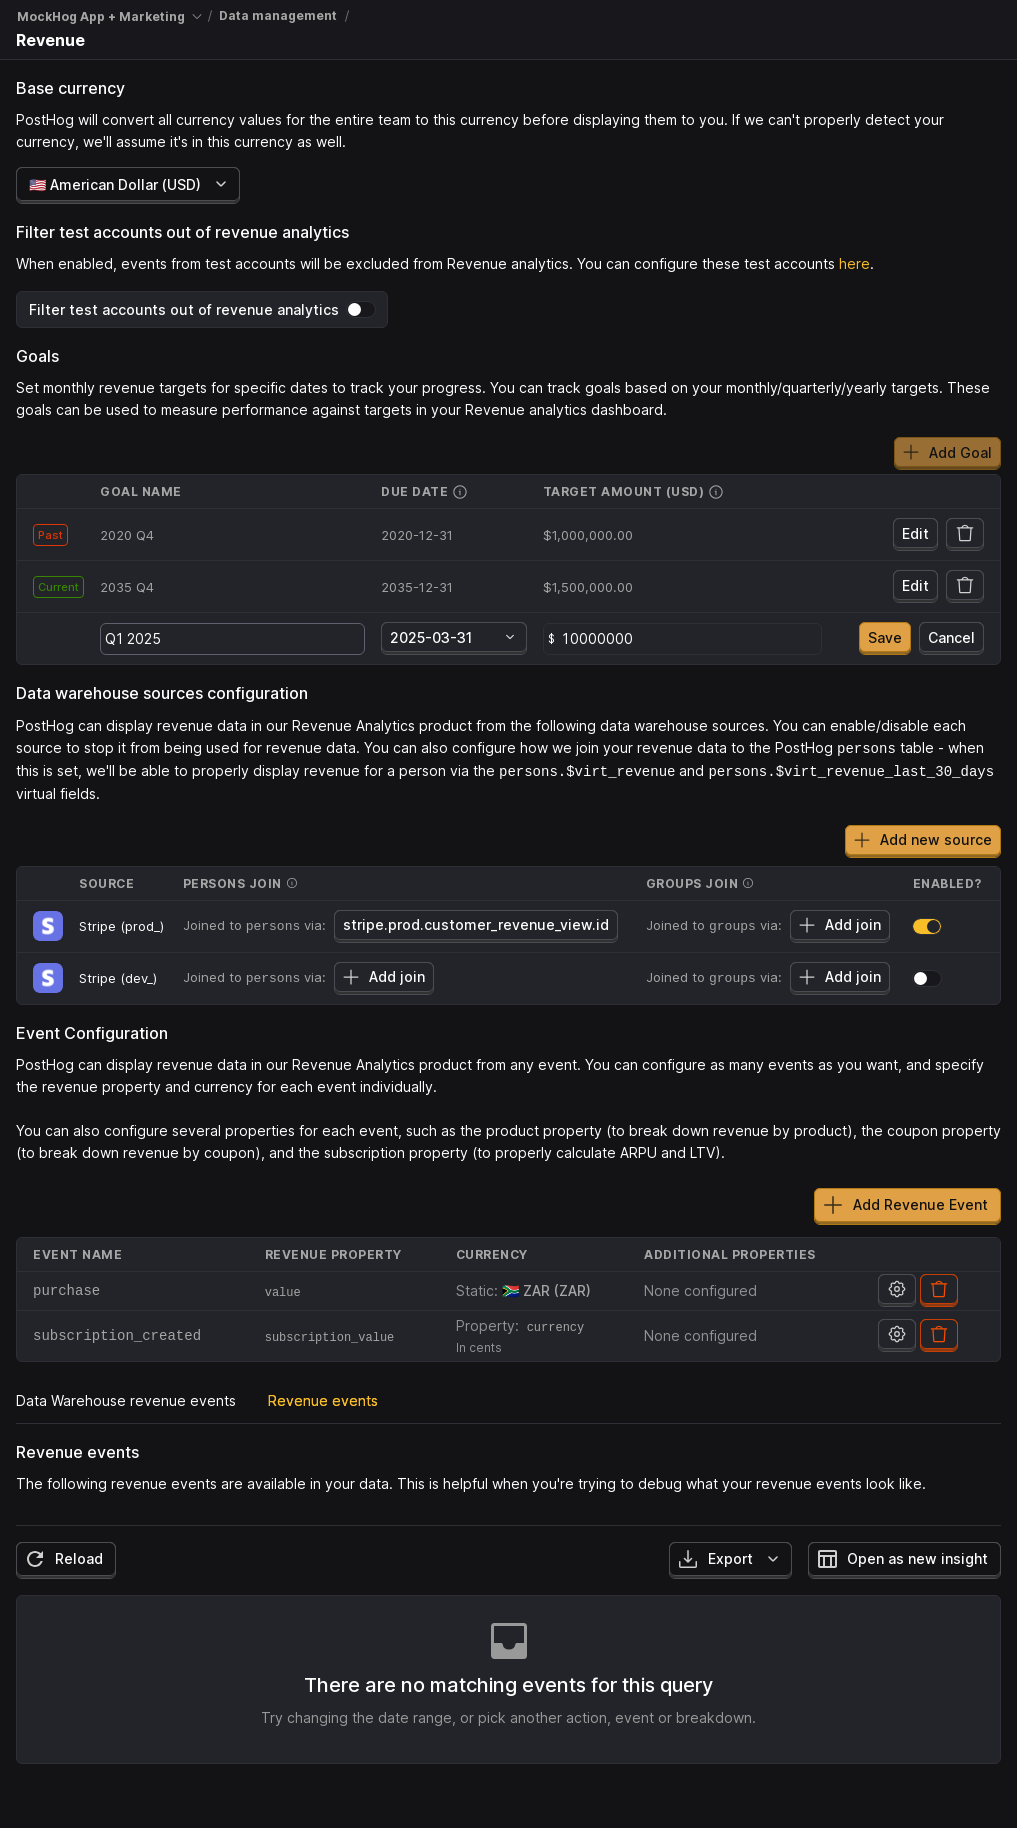 MockHog App + Marketing / Data management /
Revenue
Base currency
PostHog will convert all currency values for the entire team to this currency before displaying them to you. If we can't properly detect your
currency, we'll assume it's in this currency as well.
🇺🇸 American Dollar (USD)
Filter test accounts out of revenue analytics
When enabled, events from test accounts will be excluded from Revenue analytics. You can configure these test accounts here.
Filter test accounts out of revenue analytics
Goals
Set monthly revenue targets for specific dates to track your progress. You can track goals based on your monthly/quarterly/yearly targets. These
goals can be used to measure performance against targets in your Revenue analytics dashboard.
Add Goal
GOAL NAME DUE DATE TARGET AMOUNT (USD)
Past 2020 Q4 2020-12-31 $1,000,000.00 Edit
Current 2035 Q4 2035-12-31 $1,500,000.00 Edit
Q1 2025 2025-03-31 $ 10000000 Save Cancel
Data warehouse sources configuration
PostHog can display revenue data in our Revenue Analytics product from the following data warehouse sources. You can enable/disable each
source to stop it from being used for revenue data. You can also configure how we join your revenue data to the PostHog persons table - when
this is set, we'll be able to properly display revenue for a person via the persons.$virt_revenue and persons.$virt_revenue_last_30_days
virtual fields.
Add new source
SOURCE PERSONS JOIN GROUPS JOIN ENABLED?
S Stripe (prod_) Joined to persons via: stripe.prod.customer_revenue_view.id Joined to groups via: Add join
S Stripe (dev_) Joined to persons via: Add join Joined to groups via: Add join
Event Configuration
PostHog can display revenue data in our Revenue Analytics product from any event. You can configure as many events as you want, and specify
the revenue property and currency for each event individually.
You can also configure several properties for each event, such as the product property (to break down revenue by product), the coupon property
(to break down revenue by coupon), and the subscription property (to properly calculate ARPU and LTV).
Add Revenue Event
EVENT NAME REVENUE PROPERTY CURRENCY ADDITIONAL PROPERTIES
purchase value Static: 🇿🇦 ZAR (ZAR) None configured
subscription_created subscription_value Property: currency None configured
In cents
Data Warehouse revenue events Revenue events
Revenue events
The following revenue events are available in your data. This is helpful when you're trying to debug what your revenue events look like.
Reload Export Open as new insight
There are no matching events for this query
Try changing the date range, or pick another action, event or breakdown.